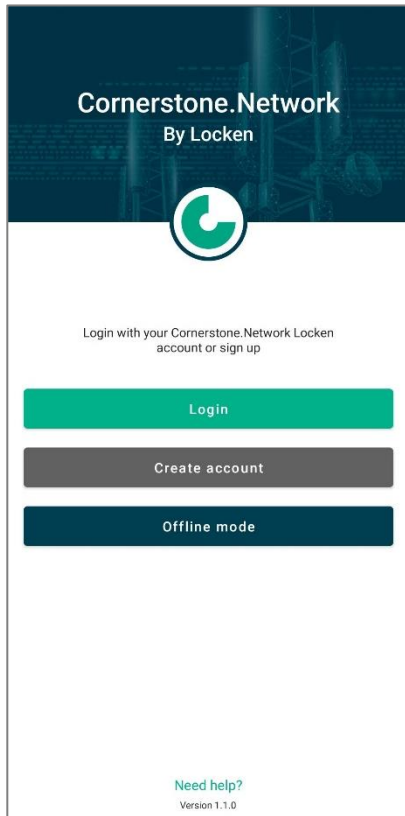 Cornerstone.Network
By Locken
Login with your Cornerstone.Network Locken
account or sign up
Login
Create account
Offline mode
Need help?
Version 1.1.0